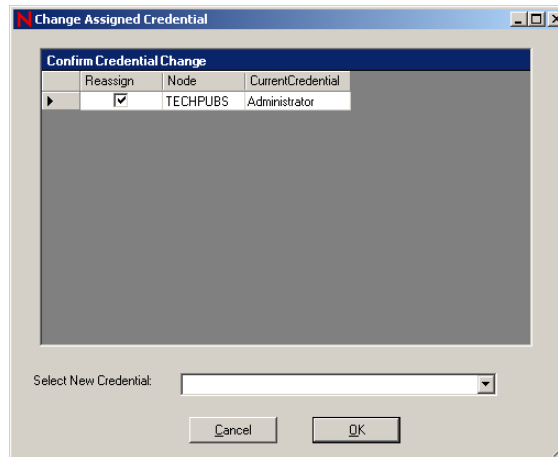 Change Assigned Credential
Confirm Credential Change
Reassign Node CurrentCredential
TECHPUBS Administrator
Select New Credential:
Cancel OK